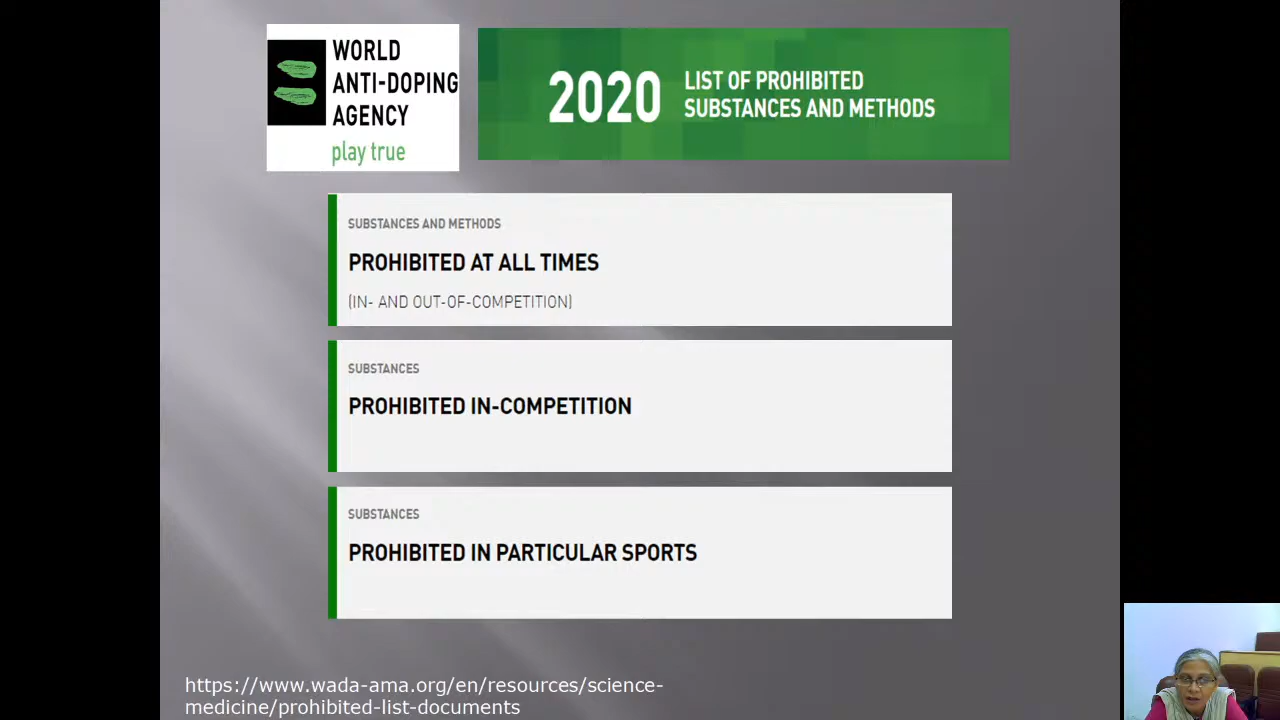 WORLD
ANTI-DOPING
AGENCY
play true
2020
LIST OF PROHIBITED
SUBSTANCES AND METHODS
SUBSTANCES AND METHODS
PROHIBITED AT ALL TIMES
(IN- AND OUT-OF-COMPETITION)
SUBSTANCES
PROHIBITED IN-COMPETITION
SUBSTANCES
PROHIBITED IN PARTICULAR SPORTS
https://www.wada-ama.org/en/resources/science-
medicine/prohibited-list-documents